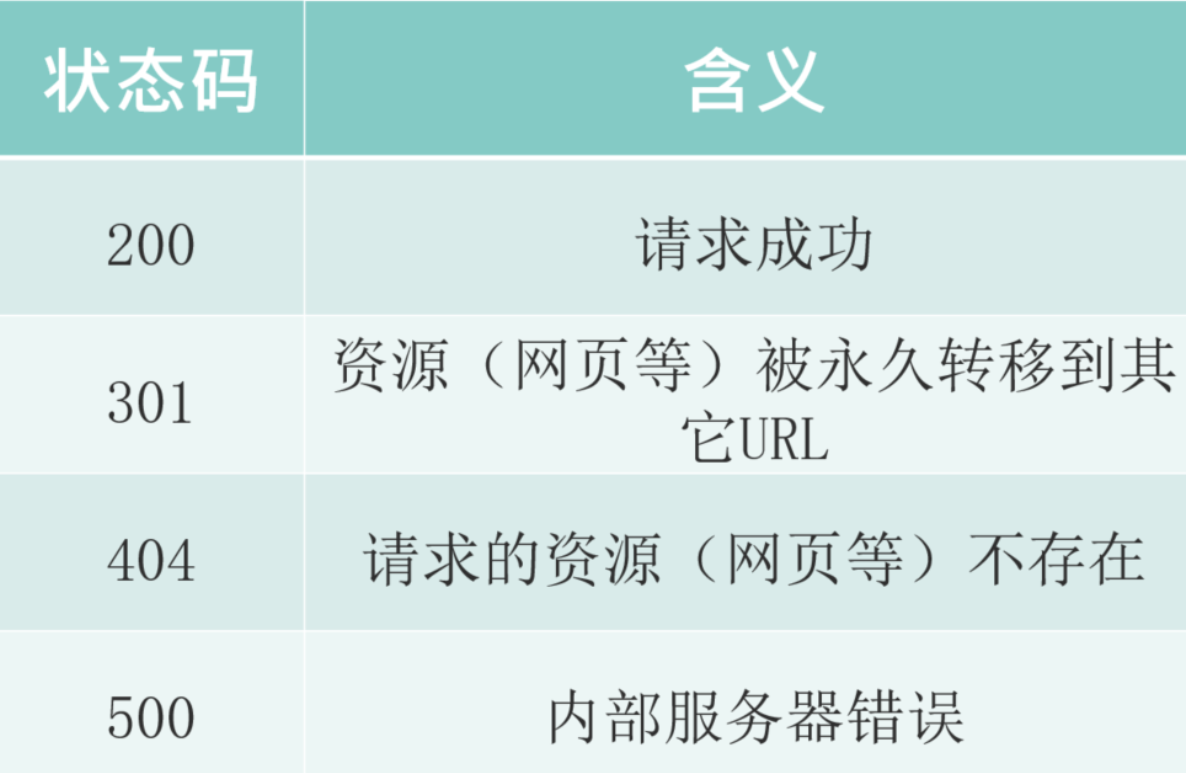 状态码 含义
200 请求成功
301 资源（网页等）被永久转移到其
它URL
404 请求的资源（网页等）不存在
500 内部服务器错误